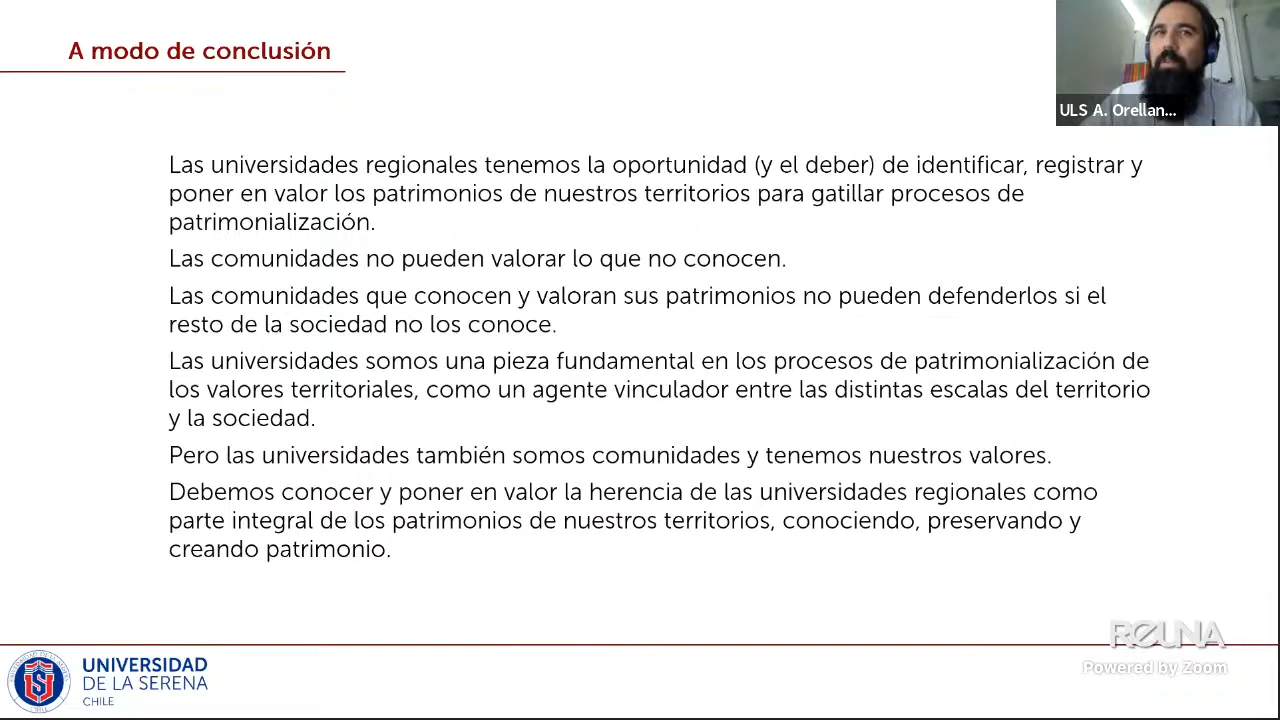 A modo de conclusión
ULS A. Orellan...
Las universidades regionales tenemos la oportunidad (y el deber) de identificar, registrar y
poner en valor los patrimonios de nuestros territorios para gatillar procesos de
patrimonialización.
Las comunidades no pueden valorar lo que no conocen.
Las comunidades que conocen y valoran sus patrimonios no pueden defenderlos si el
resto de la sociedad no los conoce.
Las universidades somos una pieza fundamental en los procesos de patrimonialización de
los valores territoriales, como un agente vinculador entre las distintas escalas del territorio
y la sociedad.
Pero las universidades también somos comunidades y tenemos nuestros valores.
Debemos conocer y poner en valor la herencia de las universidades regionales como
parte integral de los patrimonios de nuestros territorios, conociendo, preservando y
creando patrimonio.
REUNA
Powered by Zoom
UNIVERSIDAD
DE LA SERENA
CHILE